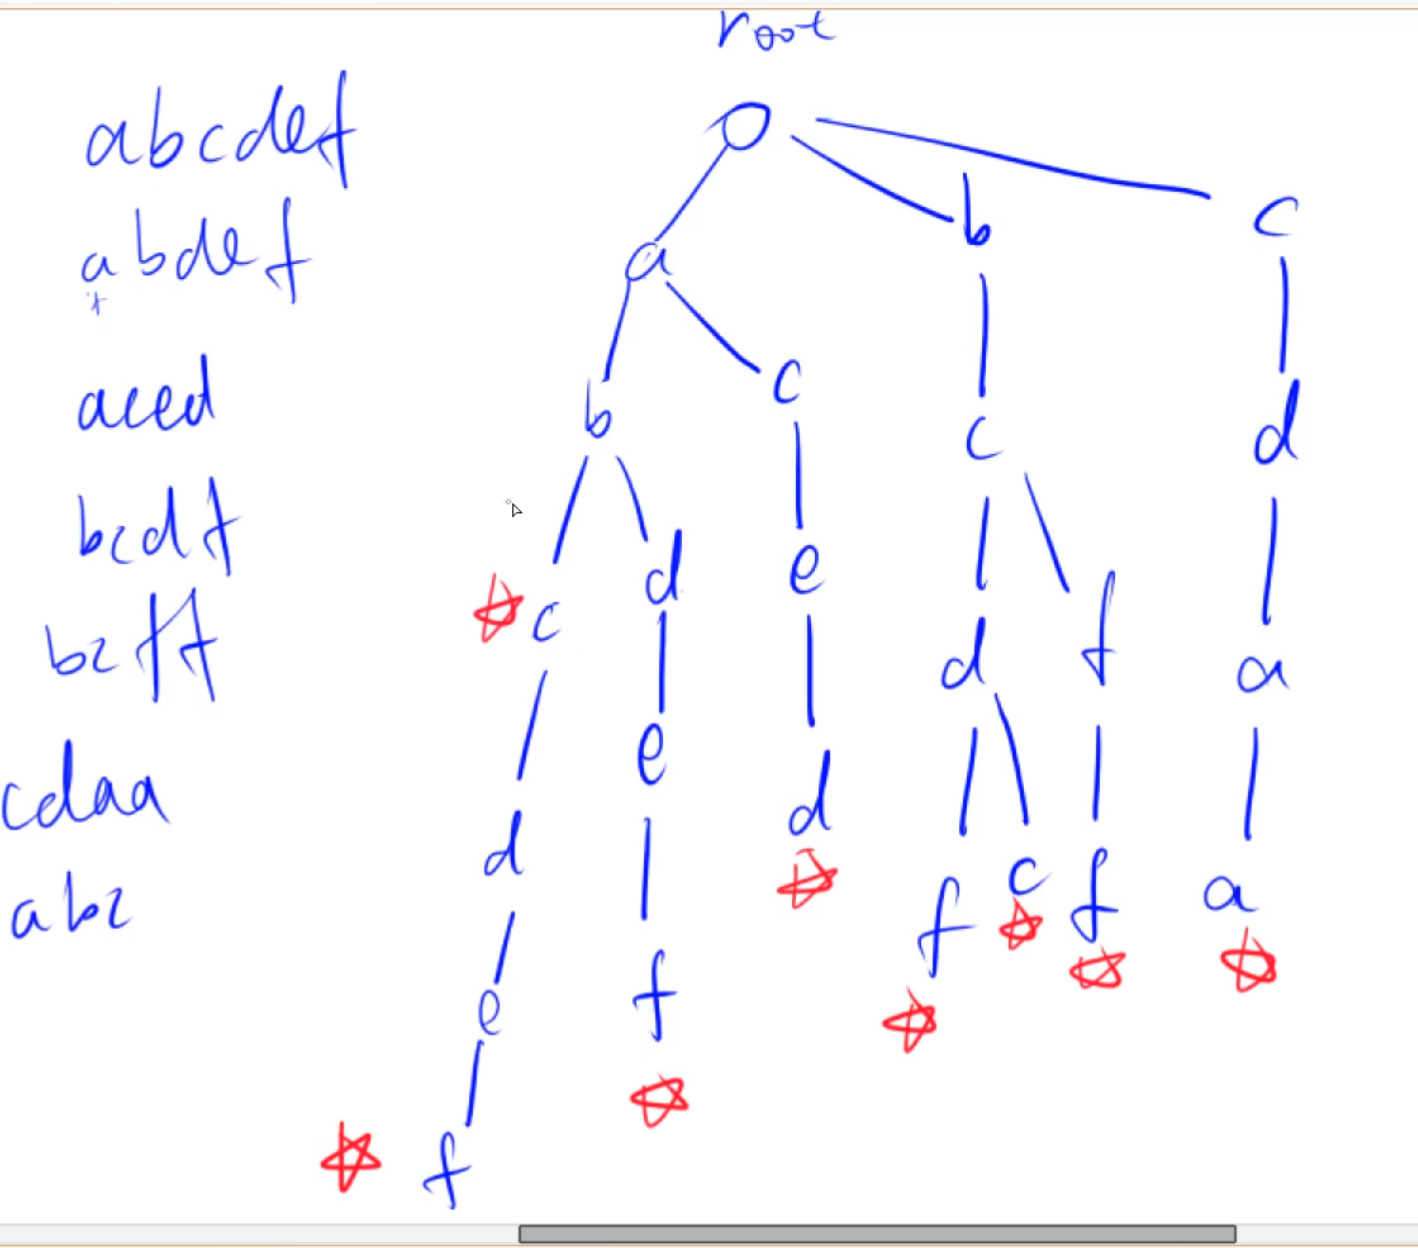 root
abcdef
abdef
aced
bcdf
bcff
cdaa
abc
a b c
b c c d
c d e d a
d e d f c f a
e f
f